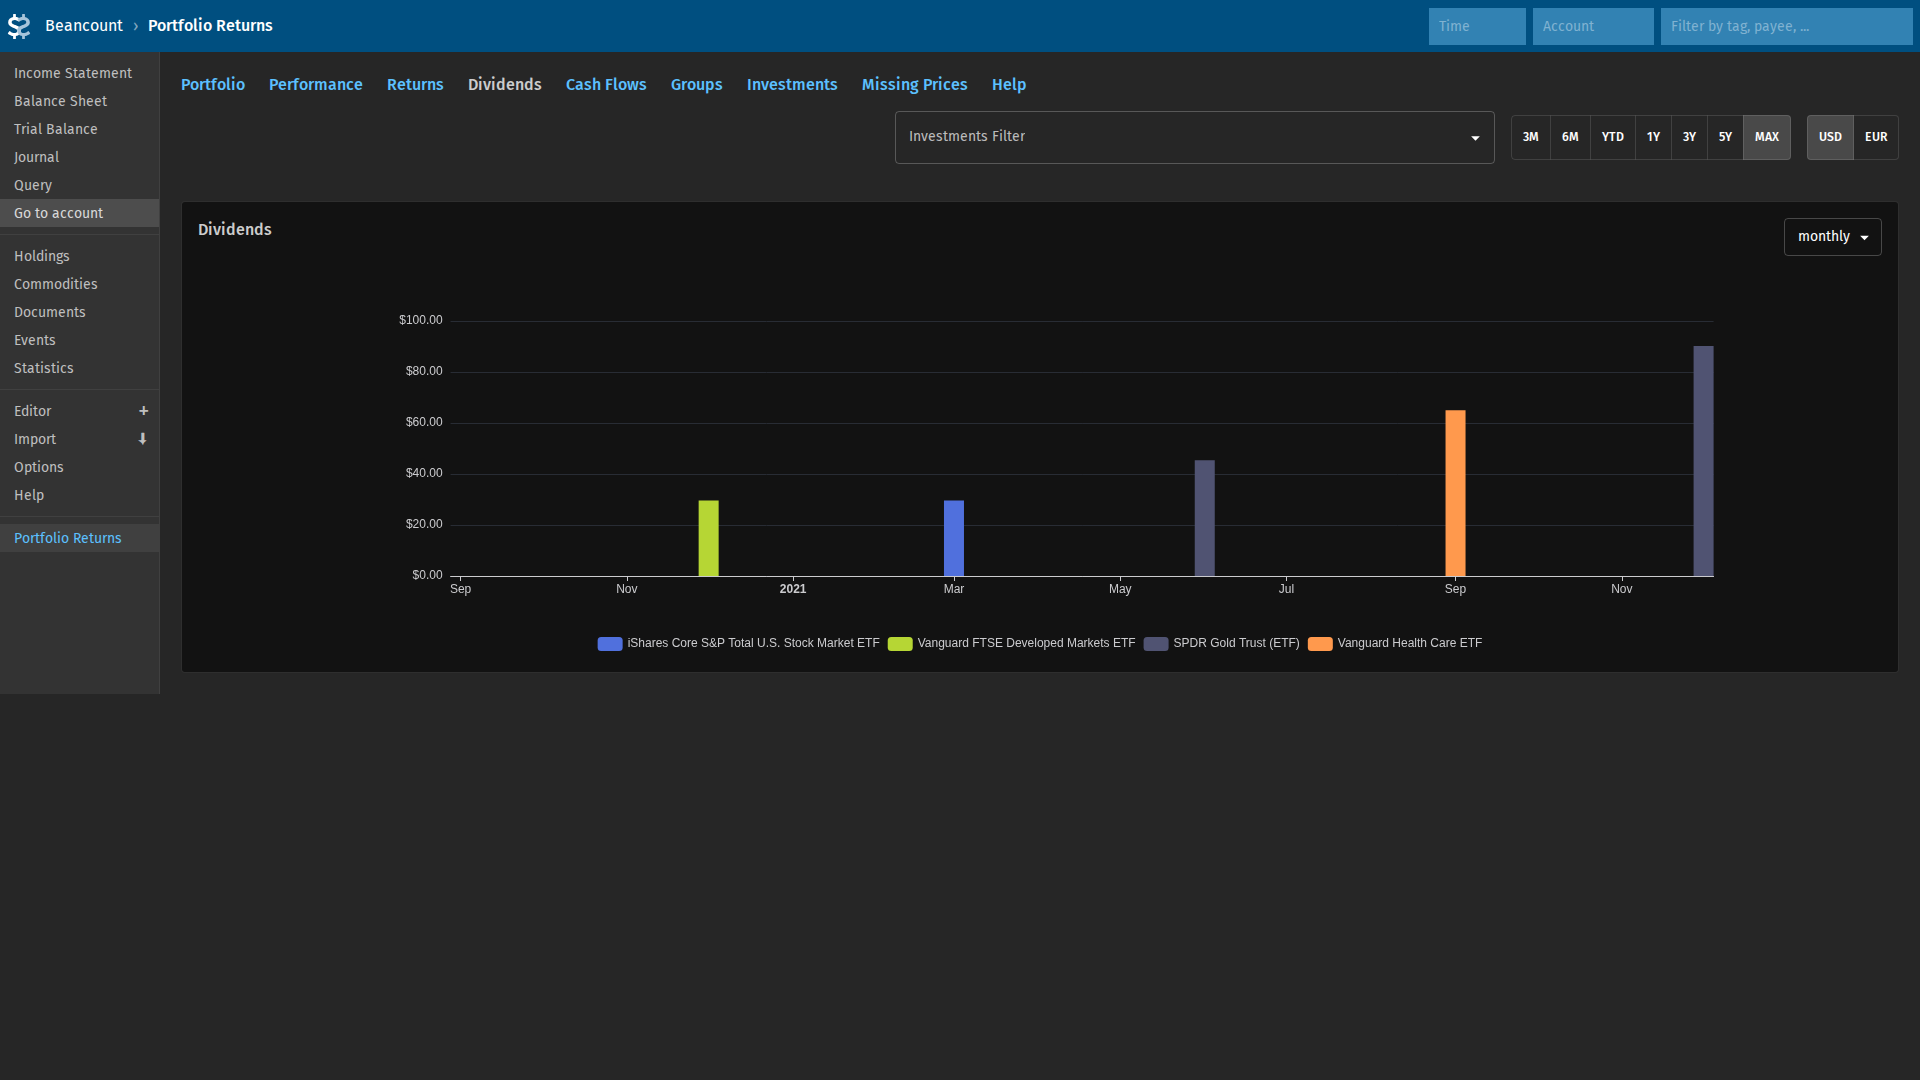 Beancount › Portfolio Returns
Time
Account
Filter by tag, payee, ...
Income Statement
Balance Sheet
Trial Balance
Journal
Query
Go to account
Holdings
Commodities
Documents
Events
Statistics
Editor +
Import
Options
Help
Portfolio Returns
Portfolio Performance Returns Dividends Cash Flows Groups Investments Missing Prices Help
Investments Filter
3M 6M YTD 1Y 3Y 5Y MAX
USD EUR
Dividends
monthly
$100.00
$80.00
$60.00
$40.00
$20.00
$0.00
Sep Nov 2021 Mar May Jul Sep Nov
iShares Core S&P Total U.S. Stock Market ETF Vanguard FTSE Developed Markets ETF SPDR Gold Trust (ETF) Vanguard Health Care ETF